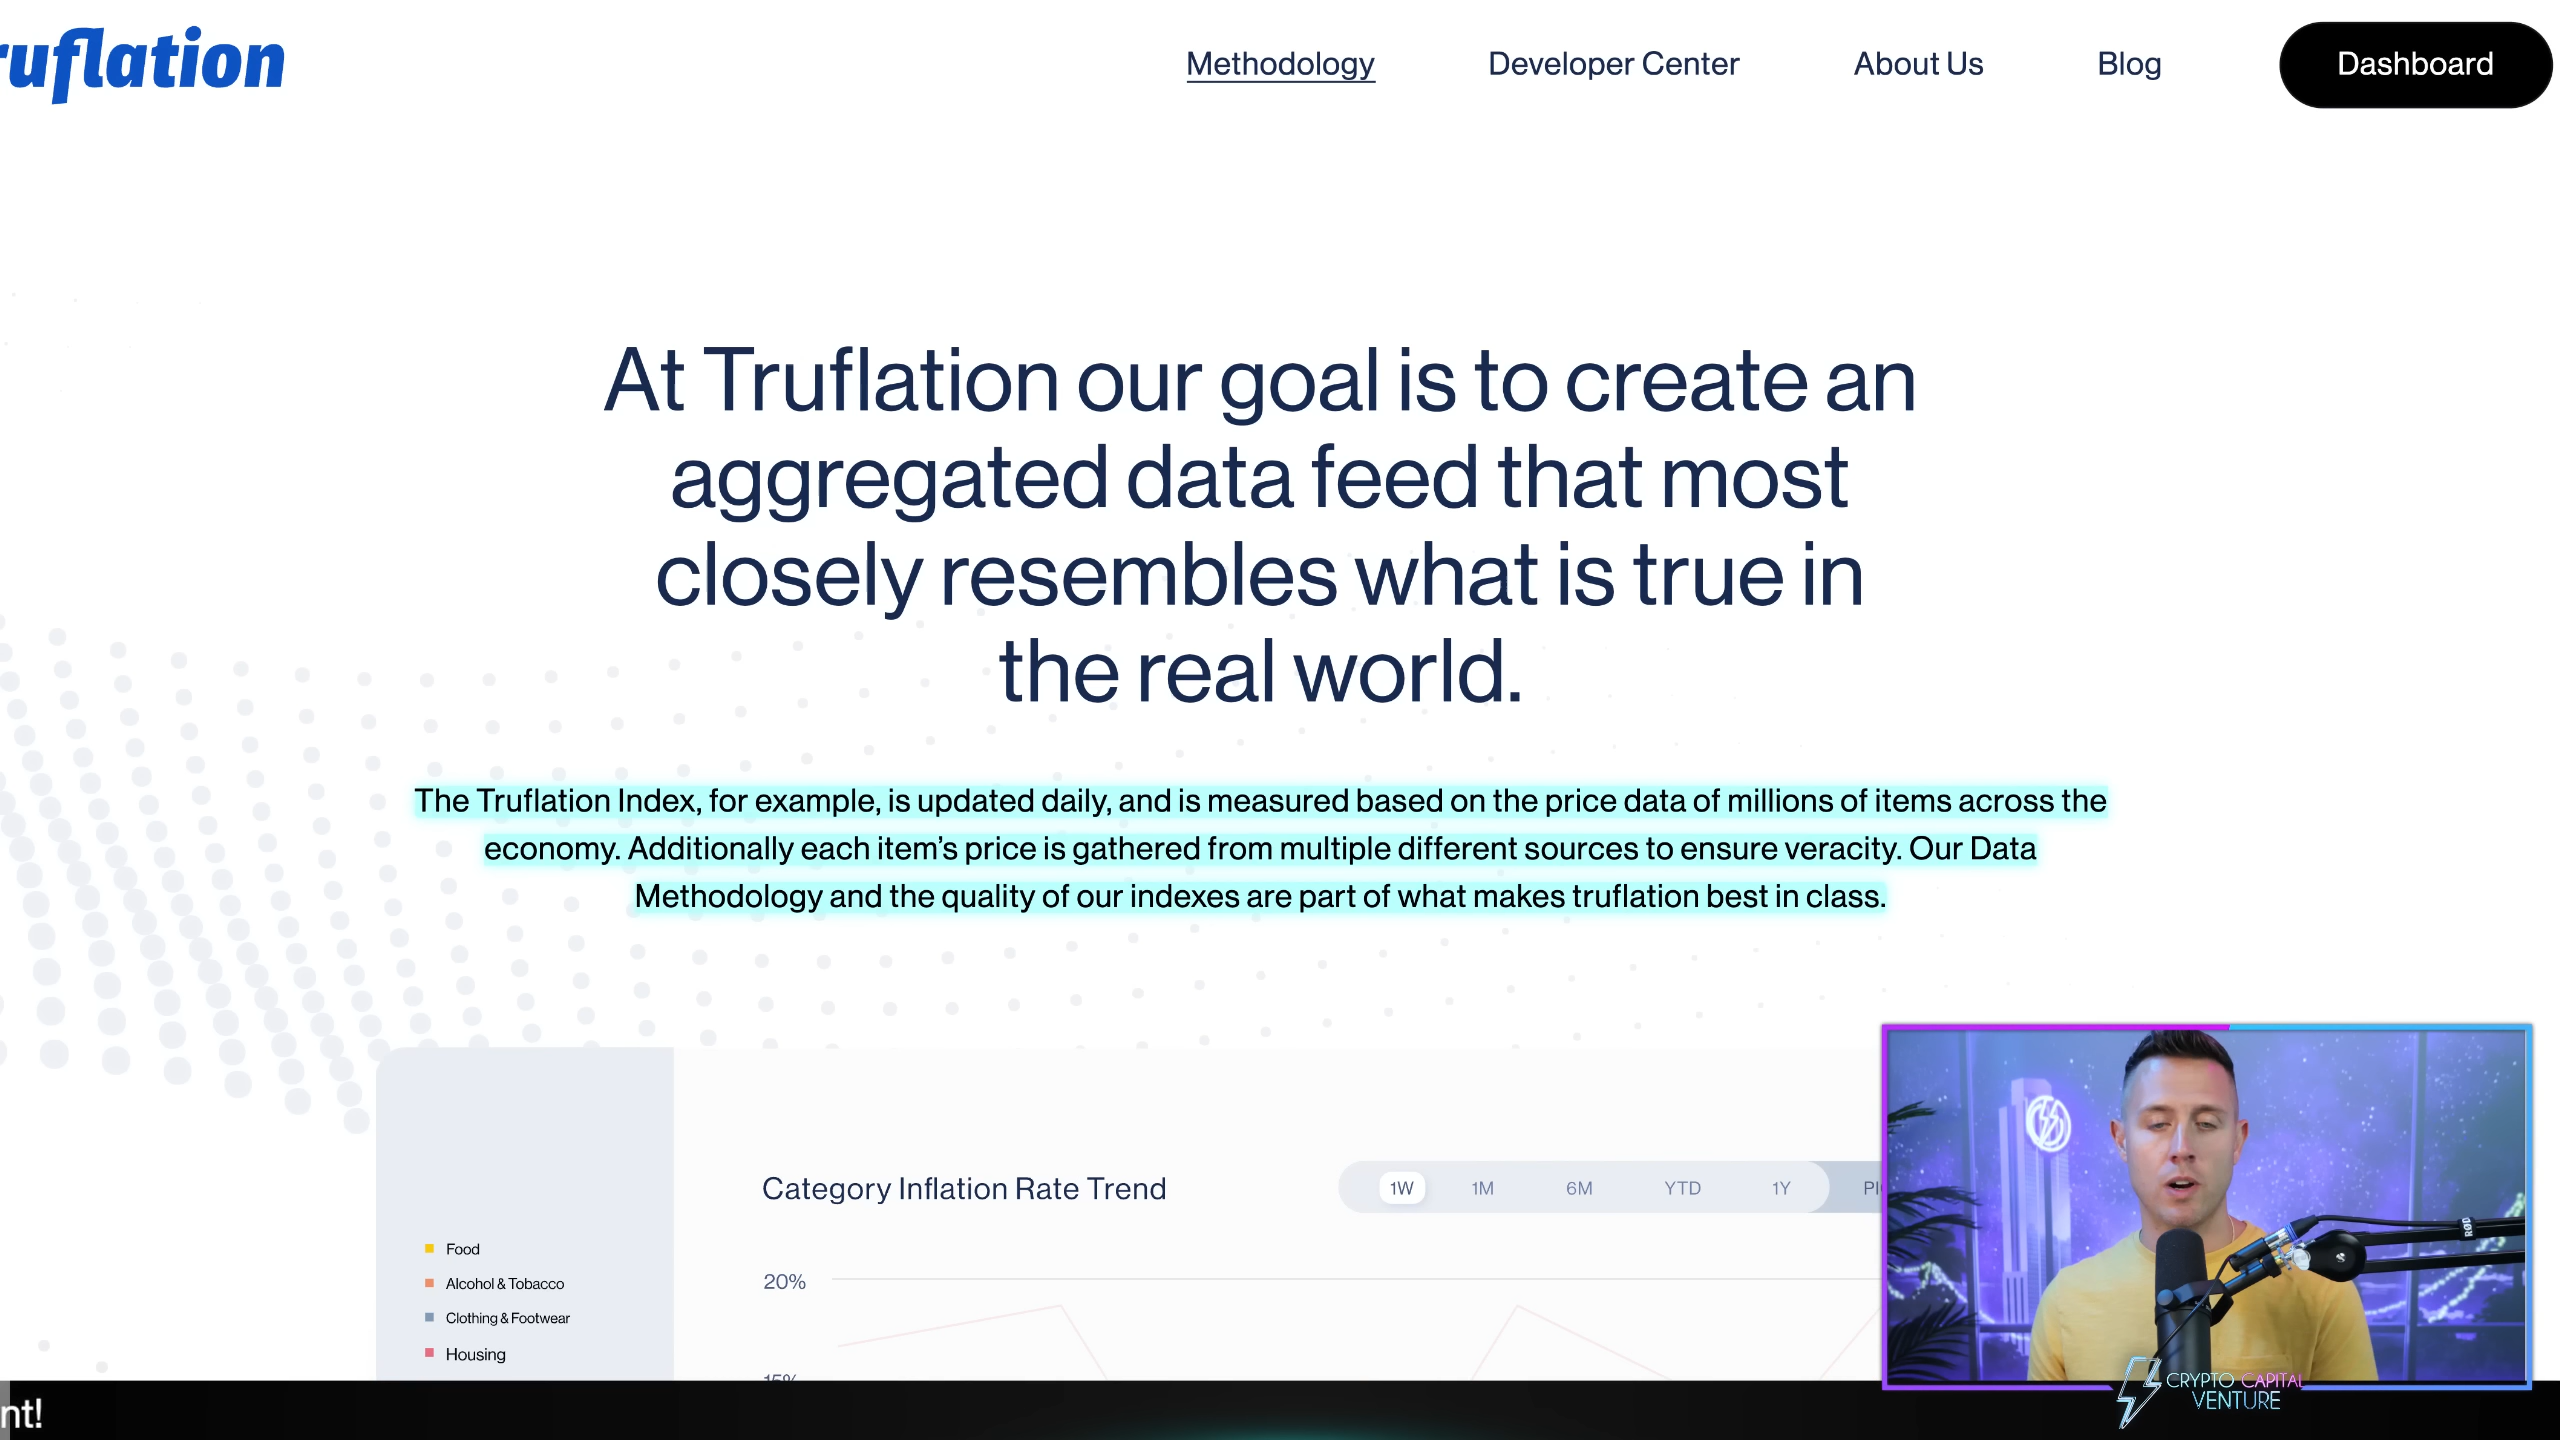 ruflation
Methodology
Developer Center
About Us
Blog
Dashboard
At Truflation our goal is to create an
aggregated data feed that most
closely resembles what is true in
the real world.
The Truflation Index, for example, is updated daily, and is measured based on the price data of millions of items across the
economy. Additionally each item's price is gathered from multiple different sources to ensure veracity. Our Data
Methodology and the quality of our indexes are part of what makes truflation best in class.
Category Inflation Rate Trend
1W
1M
6M
YTD
1Y
Food
Alcohol & Tobacco
Clothing & Footwear
Housing
20%
15%
RØD
CRYPTO CAPITAL
VENTURE
nt!